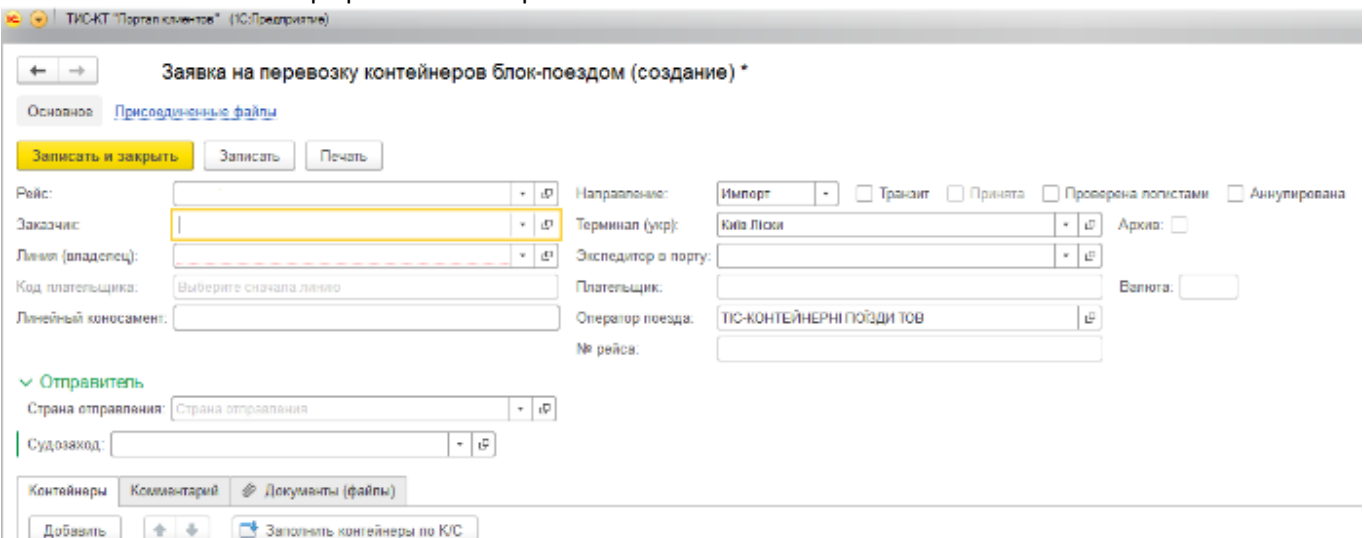 ТИС-КТ "Портал клиентов" (1С:Предприятие)
Заявка на перевозку контейнеров блок-поездом (создание) *
Основное Присоединенные файлы
Записать и закрыть Записать Печать
Рейс: Направление: Импорт Транзит Принята Проверена логистами Аннулирована
Заказчик: Терминал (укр): Київ Ліски Архив:
Линия (владелец): Экспедитор в порту:
Код плательщика: Выберите сначала линию Плательщик: Валюта:
Линейный коносамент: Оператор поезда: ТІС-КОНТЕЙНЕРНІ ПОЇЗДИ ТОВ
№ рейса:
Отправитель
Страна отправления: Страна отправления
Судозаход:
Контейнеры Комментарий Документы (файлы)
Добавить Заполнить контейнеры по К/С